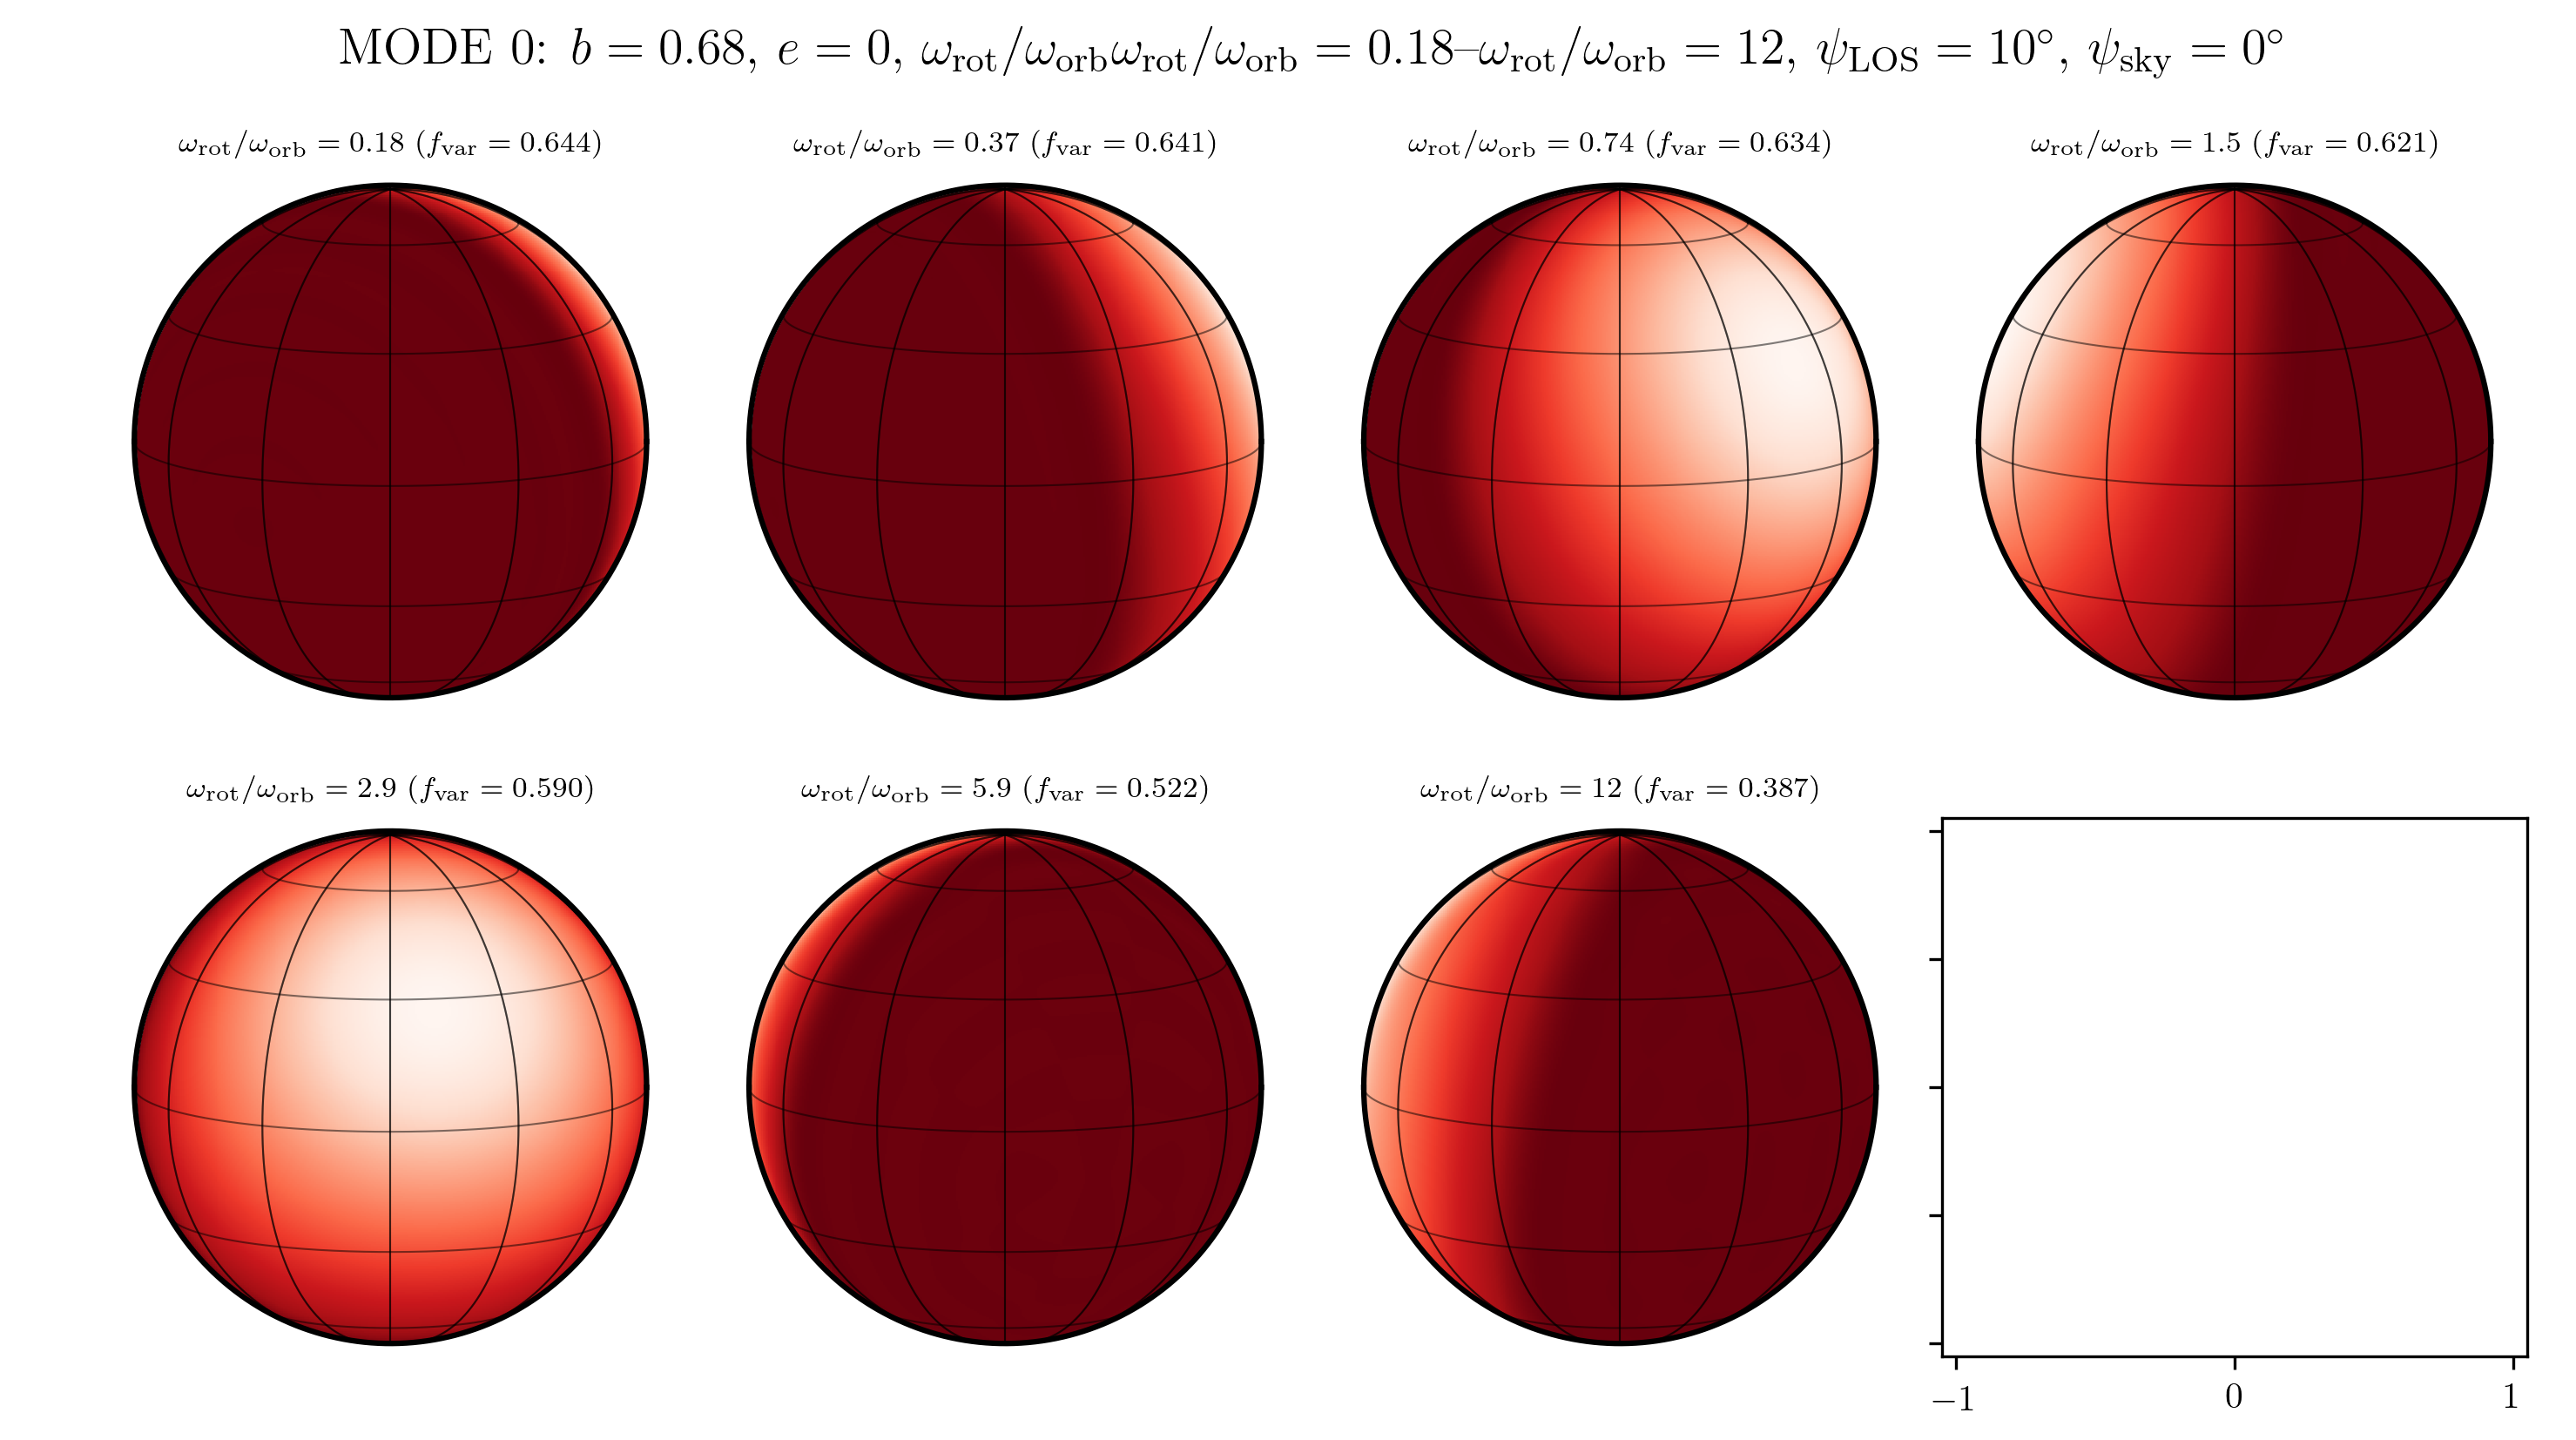 MODE 0: b = 0.68, e = 0, ω_rot/ω_orbω_rot/ω_orb = 0.18–ω_rot/ω_orb = 12, ψ_LOS = 10°, ψ_sky = 0°
ω_rot/ω_orb = 0.18 (f_var = 0.644)
ω_rot/ω_orb = 0.37 (f_var = 0.641)
ω_rot/ω_orb = 0.74 (f_var = 0.634)
ω_rot/ω_orb = 1.5 (f_var = 0.621)
ω_rot/ω_orb = 2.9 (f_var = 0.590)
ω_rot/ω_orb = 5.9 (f_var = 0.522)
ω_rot/ω_orb = 12 (f_var = 0.387)
−1 0 1